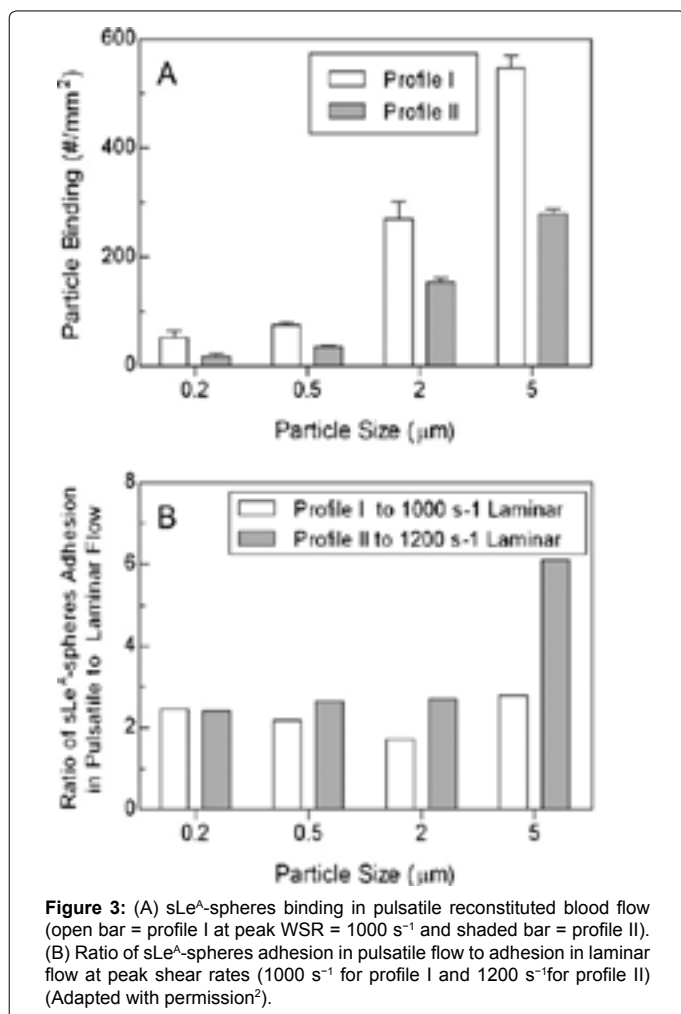 600
400
200
0
A
Profile I
Profile II
Particle Binding (#/mm²)
0.2 0.5 2 5
Particle Size (μm)
8
6
4
2
0
B
Profile I to 1000 s-1 Laminar
Profile II to 1200 s-1 Laminar
Ratio of sLeᴬ-spheres Adhesion
in Pulsatile to Laminar Flow
0.2 0.5 2 5
Particle Size (μm)
Figure 3: (A) sLeᴬ-spheres binding in pulsatile reconstituted blood flow
(open bar = profile I at peak WSR = 1000 s⁻¹ and shaded bar = profile II).
(B) Ratio of sLeᴬ-spheres adhesion in pulsatile flow to adhesion in laminar
flow at peak shear rates (1000 s⁻¹ for profile I and 1200 s⁻¹for profile II)
(Adapted with permission²).